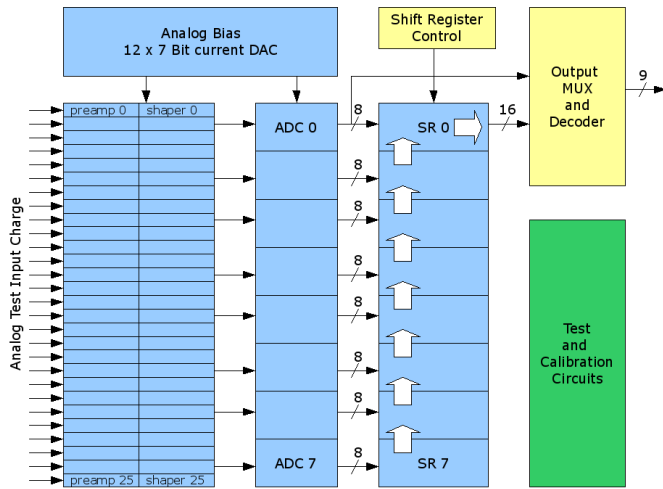 Analog Bias
12 x 7 Bit current DAC
Shift Register
Control
Output
MUX
and
Decoder
9
preamp 0 shaper 0
ADC 0
8
SR 0
16
8
8
8
8
8
8
ADC 7
8
SR 7
preamp 25 shaper 25
Analog Test Input Charge
Test
and
Calibration
Circuits